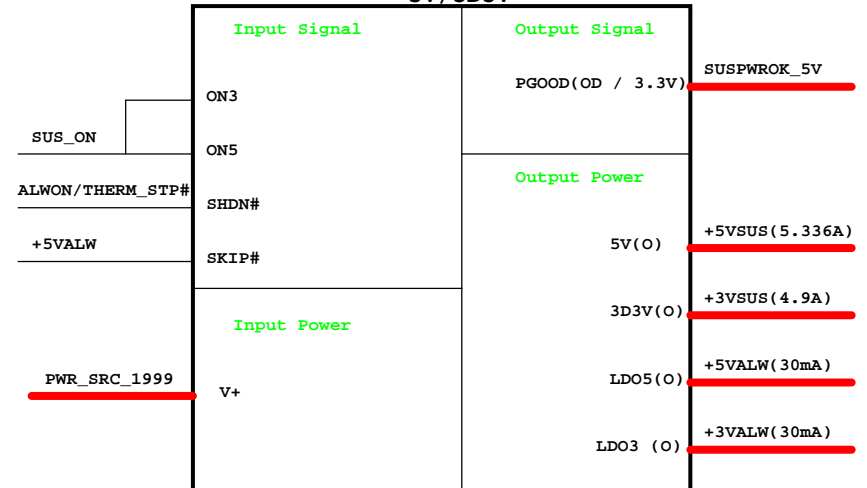 Input Signal
Output Signal
SUSPWROK_5V
PGOOD(OD / 3.3V)
ON3
SUS_ON
ON5
ALWON/THERM_STP#
Output Power
SHDN#
+5VALW
+5VSUS(5.336A)
5V(O)
SKIP#
+3VSUS(4.9A)
3D3V(O)
Input Power
+5VALW(30mA)
PWR_SRC_1999
LDO5(O)
V+
+3VALW(30mA)
LDO3 (O)